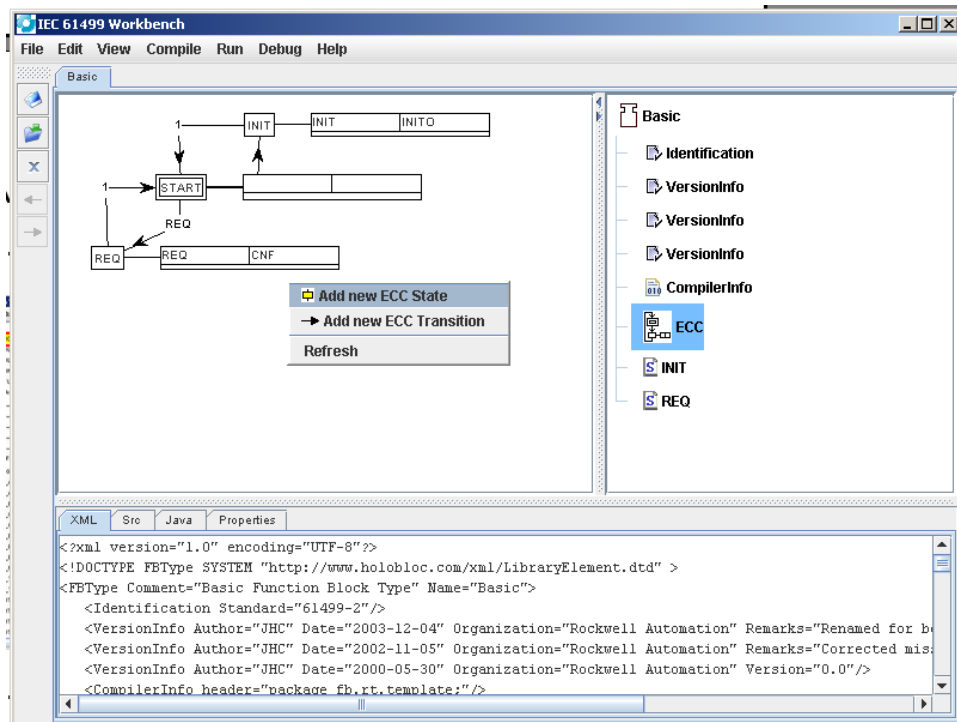 IEC 61499 Workbench
File Edit View Compile Run Debug Help
Basic
1 INIT INIT INITO
1 START
REQ
REQ REQ CNF
Add new ECC State
Add new ECC Transition
Refresh
Basic
Identification
VersionInfo
VersionInfo
VersionInfo
CompilerInfo
ECC
INIT
REQ
XML Src Java Properties
<?xml version="1.0" encoding="UTF-8"?>
<!DOCTYPE FBType SYSTEM "http://www.holobloc.com/xml/LibraryElement.dtd" >
<FBType Comment="Basic Function Block Type" Name="Basic">
<Identification Standard="61499-2"/>
<VersionInfo Author="JHC" Date="2003-12-04" Organization="Rockwell Automation" Remarks="Renamed for
<VersionInfo Author="JHC" Date="2002-11-05" Organization="Rockwell Automation" Remarks="Corrected
<VersionInfo Author="JHC" Date="2000-05-30" Organization="Rockwell Automation" Version="0.0"/>
<CompilerInfo header="package fb.rt.template;"/>